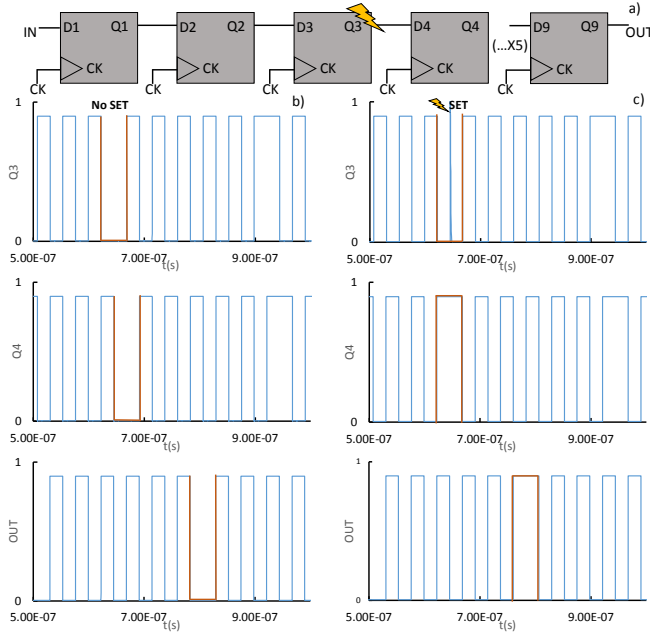 a)
IN D1 Q1 D2 Q2 D3 Q3 D4 Q4 (...X5) D9 Q9 OUT
CK CK CK CK CK
CK CK CK CK CK
No SET b)
SET c)
1
Q3
0
5.00E-07 7.00E-07 9.00E-07
t(s)
1
Q3
0
5.00E-07 7.00E-07 9.00E-07
t(s)
1
Q4
0
5.00E-07 7.00E-07 9.00E-07
t(s)
1
Q4
0
5.00E-07 7.00E-07 9.00E-07
t(s)
1
OUT
0
5.00E-07 7.00E-07 9.00E-07
t(s)
1
OUT
0
5.00E-07 7.00E-07 9.00E-07
t(s)